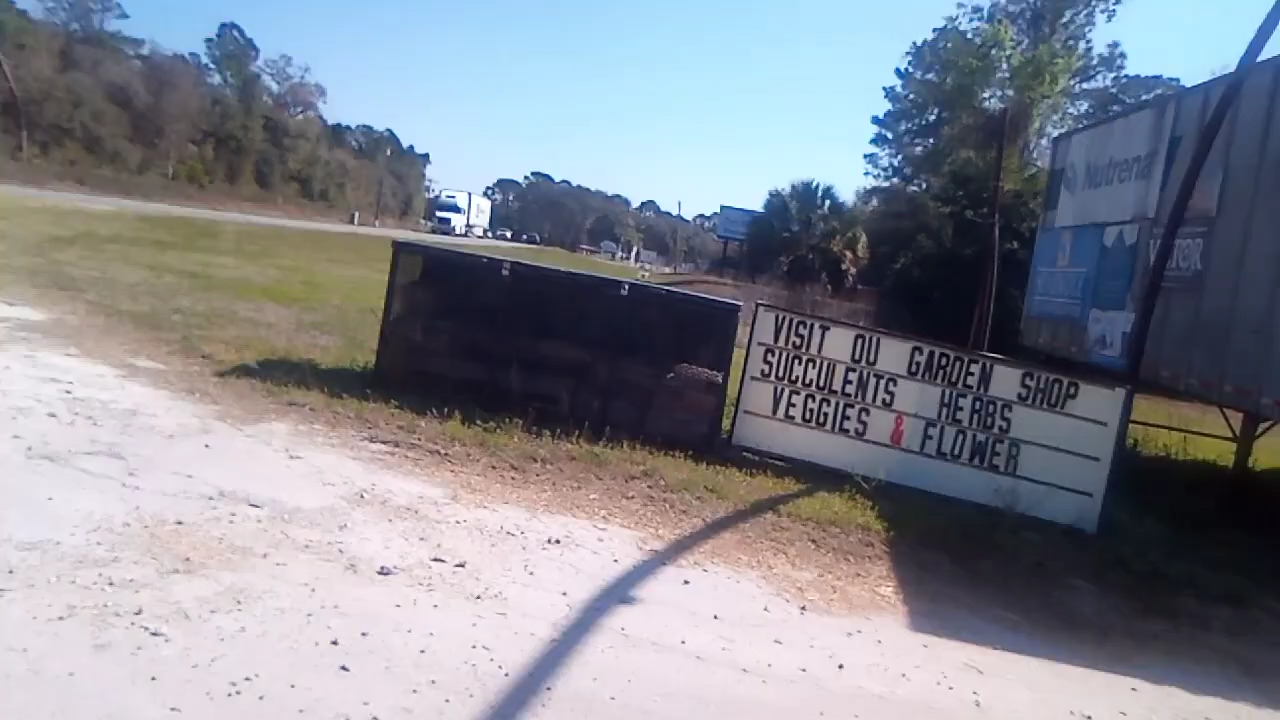 VISIT OU GARDEN SHOP
SUCCULENTS HERBS
VEGGIES & FLOWER
Nutrena